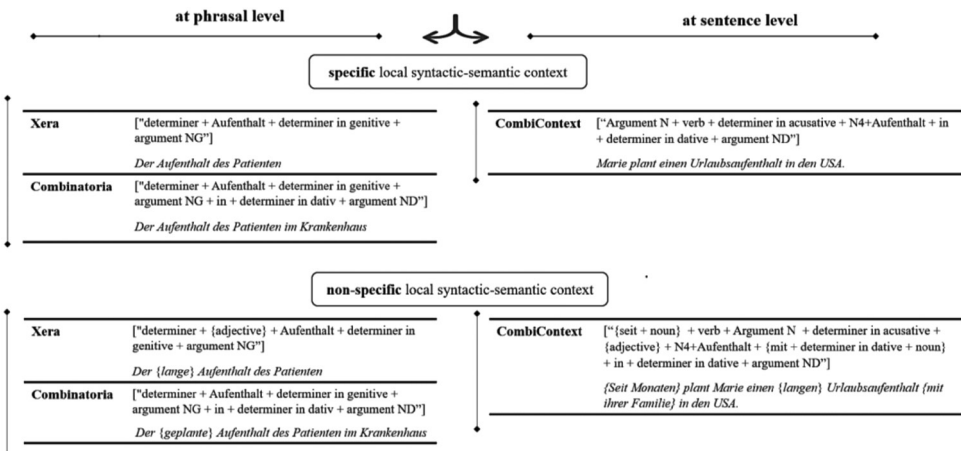 at phrasal level
at sentence level
specific local syntactic-semantic context
Xera ["determiner + Aufenthalt + determiner in genitive +
argument NG”]
Der Aufenthalt des Patienten
Combinatoria ["determiner + Aufenthalt + determiner in genitive +
argument NG + in + determiner in dativ + argument ND”]
Der Aufenthalt des Patienten im Krankenhaus
CombiContext [“Argument N + verb + determiner in acusative + N4+Aufenthalt + in
+ determiner in dative + argument ND”]
Marie plant einen Urlaubsaufenthalt in den USA.
non-specific local syntactic-semantic context
Xera ["determiner + {adjective} + Aufenthalt + determiner in
genitive + argument NG”]
Der {lange} Aufenthalt des Patienten
Combinatoria ["determiner + Aufenthalt + determiner in genitive +
argument NG + in + determiner in dativ + argument ND”]
Der {geplante} Aufenthalt des Patienten im Krankenhaus
CombiContext [“{seit + noun} + verb + Argument N + determiner in acusative +
{adjective} + N4+Aufenthalt + {mit + determiner in dative + noun}
+ in + determiner in dative + argument ND”]
{Seit Monaten} plant Marie einen {langen} Urlaubsaufenthalt {mit
ihrer Familie} in den USA.